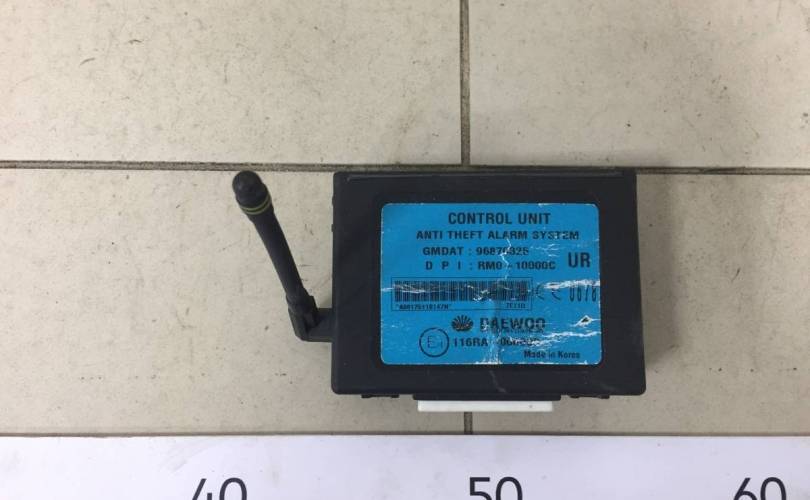 CONTROL UNIT
ANTI THEFT ALARM SYSTEM
GMDAT : 96876325
D P I : RM0-10000C UR
DAEWOO
116RA
Made in Korea
40 50 60